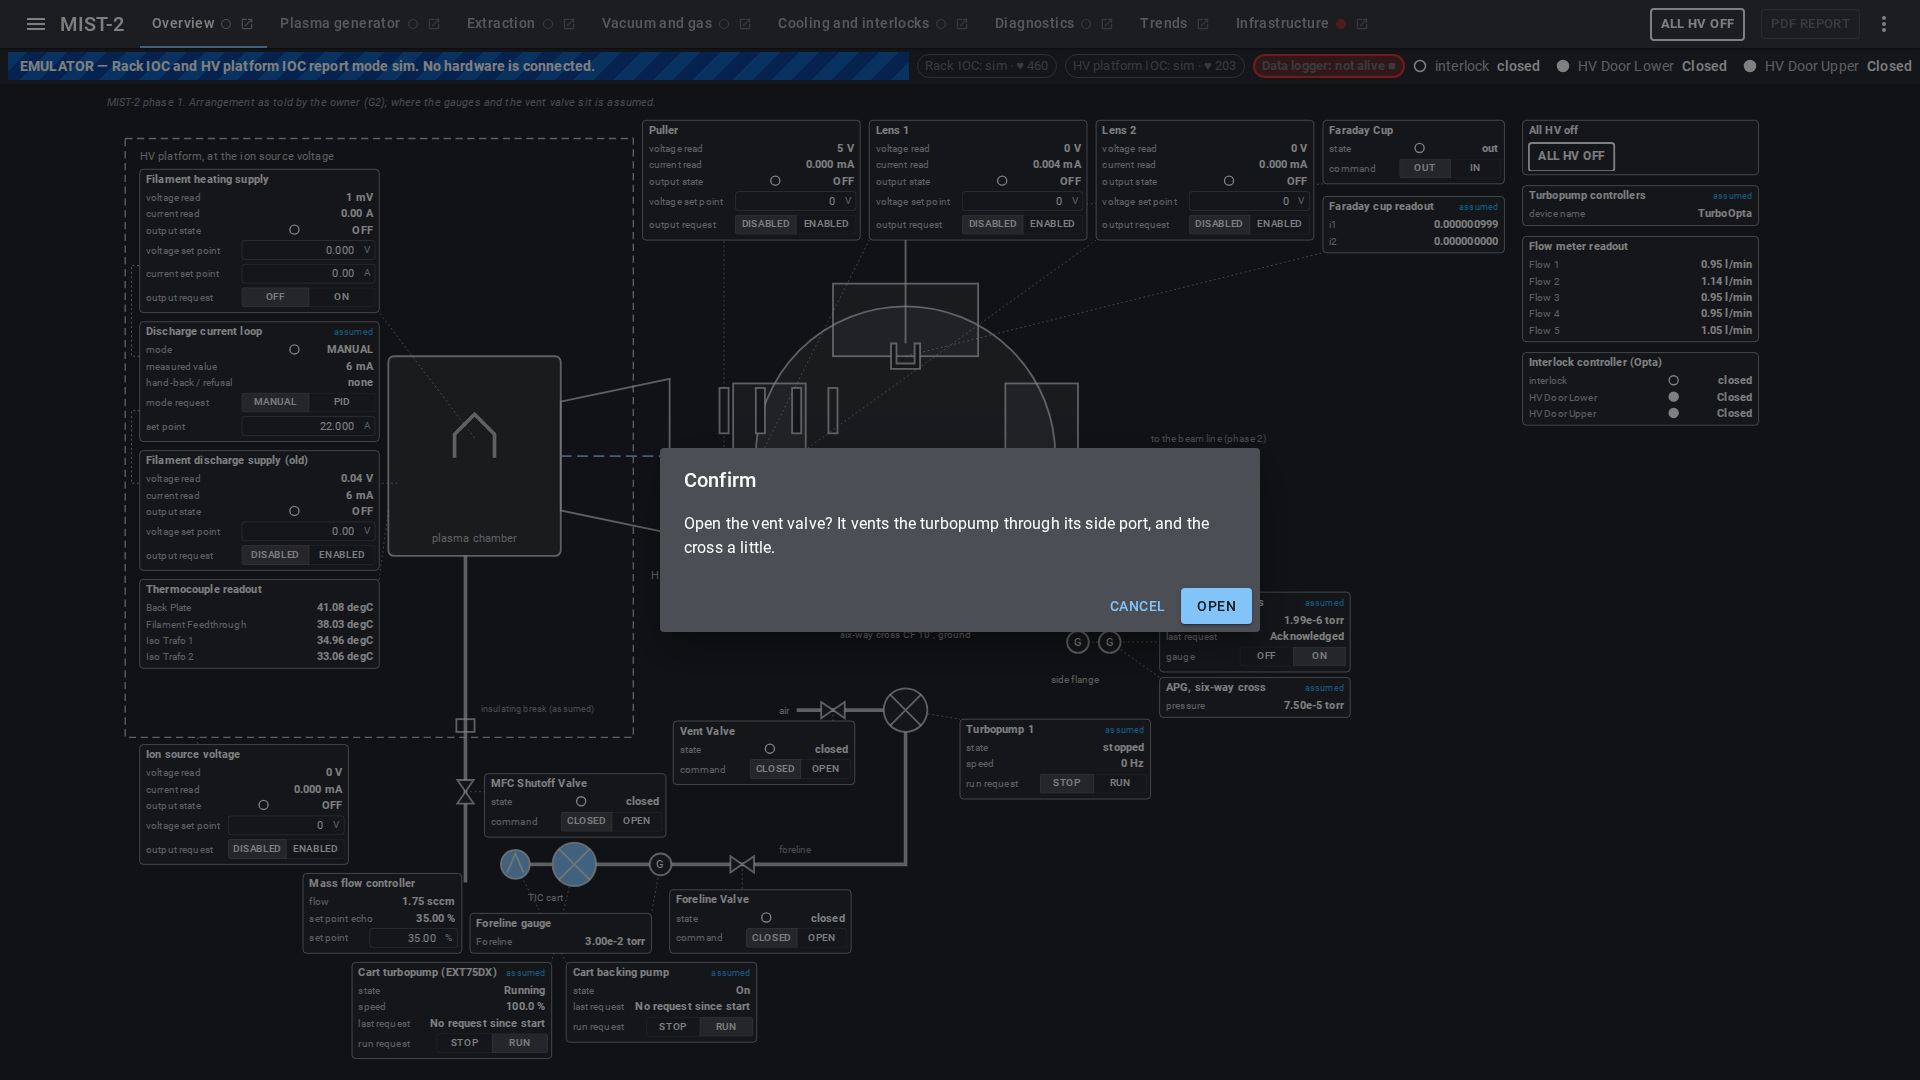 MIST-2
Overview
Plasma generator
Extraction
Vacuum and gas
Cooling and interlocks
Diagnostics
Trends
Infrastructure
ALL HV OFF
PDF REPORT
EMULATOR — Rack IOC and HV platform IOC report mode sim. No hardware is connected.
Rack IOC: sim · ♥ 460
HV platform IOC: sim · ♥ 203
Data logger: not alive ■
interlock closed
HV Door Lower Closed
HV Door Upper Closed
MIST-2 phase 1. Arrangement as told by the owner (G2); where the gauges and the vent valve sit is assumed.
HV platform, at the ion source voltage
Filament heating supply
voltage read 1 mV
current read 0.00 A
output state OFF
voltage set point 0.000 V
current set point 0.00 A
output request OFF ON
Discharge current loop assumed
mode MANUAL
measured value 6 mA
hand-back / refusal none
mode request MANUAL PID
set point 22.000 A
Filament discharge supply (old)
voltage read 0.04 V
current read 6 mA
output state OFF
voltage set point 0.00 V
output request DISABLED ENABLED
Thermocouple readout
Back Plate 41.08 degC
Filament Feedthrough 38.03 degC
Iso Trafo 1 34.96 degC
Iso Trafo 2 33.06 degC
plasma chamber
insulating break (assumed)
Puller
voltage read 5 V
current read 0.000 mA
output state OFF
voltage set point 0 V
output request DISABLED ENABLED
Lens 1
voltage read 0 V
current read 0.004 mA
output state OFF
voltage set point 0 V
output request DISABLED ENABLED
Lens 2
voltage read 0 V
current read 0.000 mA
output state OFF
voltage set point 0 V
output request DISABLED ENABLED
Faraday Cup
state out
command OUT IN
Faraday cup readout assumed
i1 0.000000999
i2 0.000000000
All HV off
ALL HV OFF
Turbopump controllers assumed
device name TurboOpta
Flow meter readout
Flow 1 0.95 l/min
Flow 2 1.14 l/min
Flow 3 0.95 l/min
Flow 4 0.95 l/min
Flow 5 1.05 l/min
Interlock controller (Opta)
interlock closed
HV Door Lower Closed
HV Door Upper Closed
to the beam line (phase 2)
Confirm
Open the vent valve? It vents the turbopump through its side port, and the
cross a little.
CANCEL
OPEN
H
six-way cross CF 10", ground
s assumed
1.99e-6 torr
last request Acknowledged
gauge OFF ON
G
G
side flange
APG, six-way cross assumed
pressure 7.50e-5 torr
air
Vent Valve
state closed
command CLOSED OPEN
Turbopump 1 assumed
state stopped
speed 0 Hz
run request STOP RUN
Ion source voltage
voltage read 0 V
current read 0.000 mA
output state OFF
voltage set point 0 V
output request DISABLED ENABLED
MFC Shutoff Valve
state closed
command CLOSED OPEN
G
foreline
TIC cart
Mass flow controller
flow 1.75 sccm
set point echo 35.00 %
set point 35.00 %
Foreline gauge
Foreline 3.00e-2 torr
Foreline Valve
state closed
command CLOSED OPEN
Cart turbopump (EXT75DX) assumed
state Running
speed 100.0 %
last request No request since start
run request STOP RUN
Cart backing pump assumed
state On
last request No request since start
run request STOP RUN